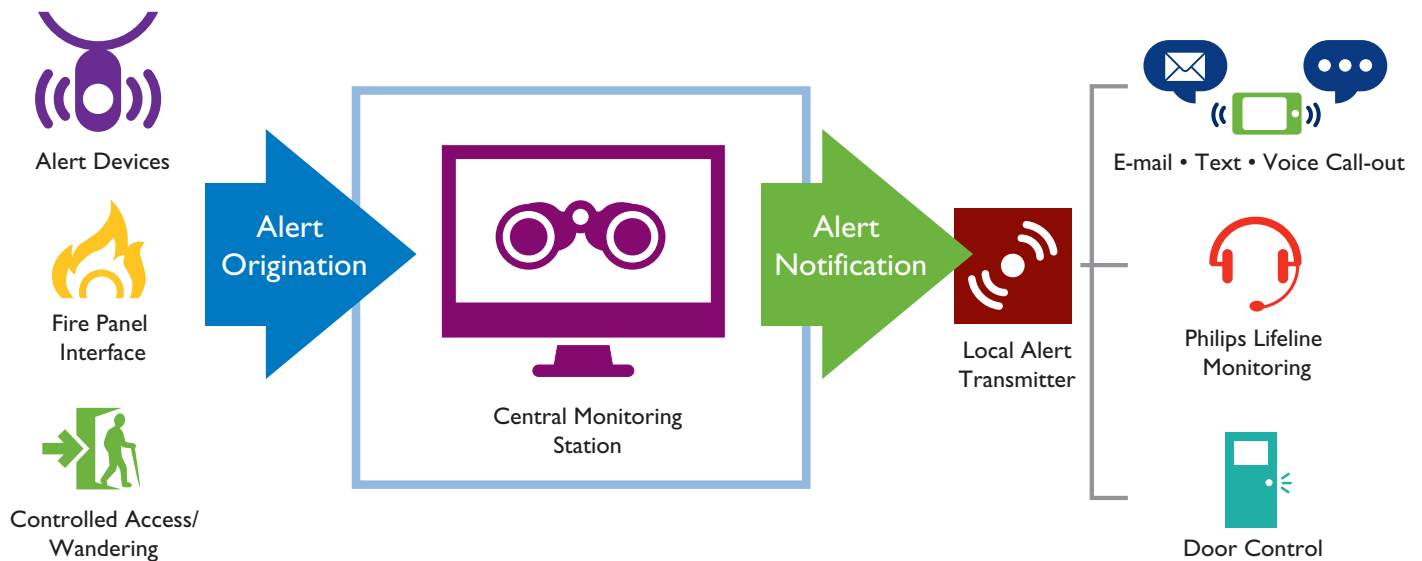 Alert Devices
Fire Panel
Interface
Controlled Access/
Wandering
Alert
Origination
Central Monitoring
Station
Alert
Notification
Local Alert
Transmitter
E-mail • Text • Voice Call-out
Philips Lifeline
Monitoring
Door Control